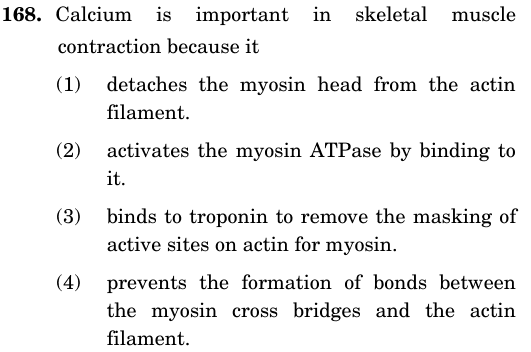 168. Calcium is important in skeletal muscle
contraction because it
(1) detaches the myosin head from the actin
filament.
(2) activates the myosin ATPase by binding to
it.
(3) binds to troponin to remove the masking of
active sites on actin for myosin.
(4) prevents the formation of bonds between
the myosin cross bridges and the actin
filament.